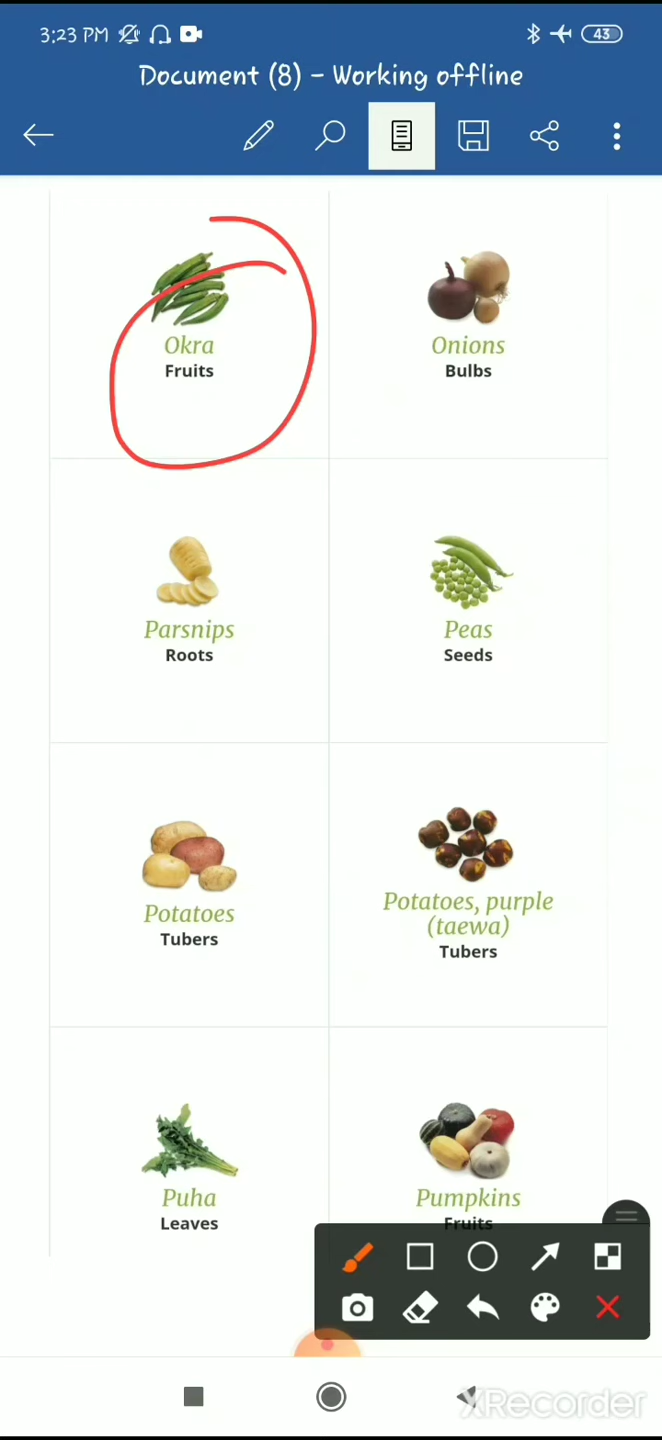 3:23 PM
43
Document (8) – Working offline
Okra
Fruits
Onions
Bulbs
Parsnips
Roots
Peas
Seeds
Potatoes
Tubers
Potatoes, purple
(taewa)
Tubers
Puha
Leaves
Pumpkins
Fruits
XRecorder